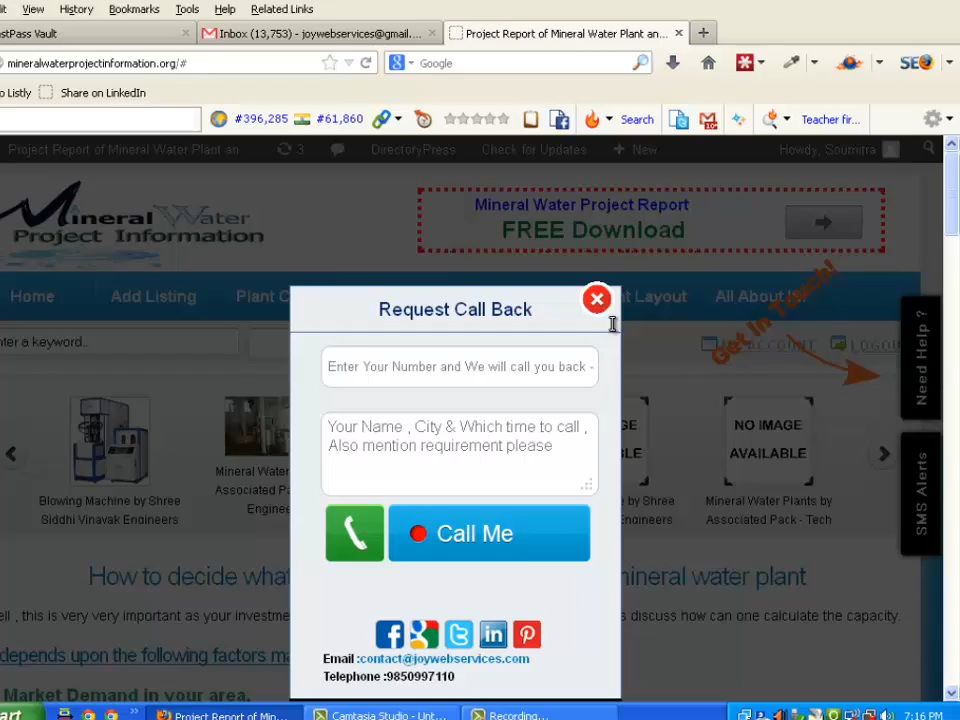 View History Bookmarks Tools Help Related Links
stPass Vault
Inbox (13,753) - joywebservices@gmail....
Project Report of Mineral Water Plant an...
mineralwaterprojectinformation.org/#
Google
SEO
o Listly
Share on LinkedIn
#396,285
#61,860
Search
Teacher fir...
Project Report of Mineral Water Plant an
3
DirectoryPress
Check for Updates
New
Howdy, Soumitra
Mineral Water
Project Information
Mineral Water Project Report
FREE Download
Home
Add Listing
Plant C
nt Layout
Get In Touch!
nter a keyword..
ACCOUNT
LOGOU
Need Help ?
SMS Alerts
Request Call Back
Enter Your Number and We will call you back -
Your Name , City & Which time to call ,
Also mention requirement please
Call Me
Email :contact@joywebservices.com
Telephone :9850997110
NO IMAGE
AVAILABLE
Blowing Machine by Shree
Siddhi Vinavak Engineers
Mineral Wate
Associated P
Engine
e by Shree
ngineers
Mineral Water Plants by
Associated Pack - Tech
How to decide wha
mineral water plant
ell , this is very very important as your investme
s discuss how can one calculate the capacity.
depends upon the following factors ma
Market Demand in your area.
art
Project Report of Min...
Camtasia Studio - Unt...
Recording...
7:16 PM